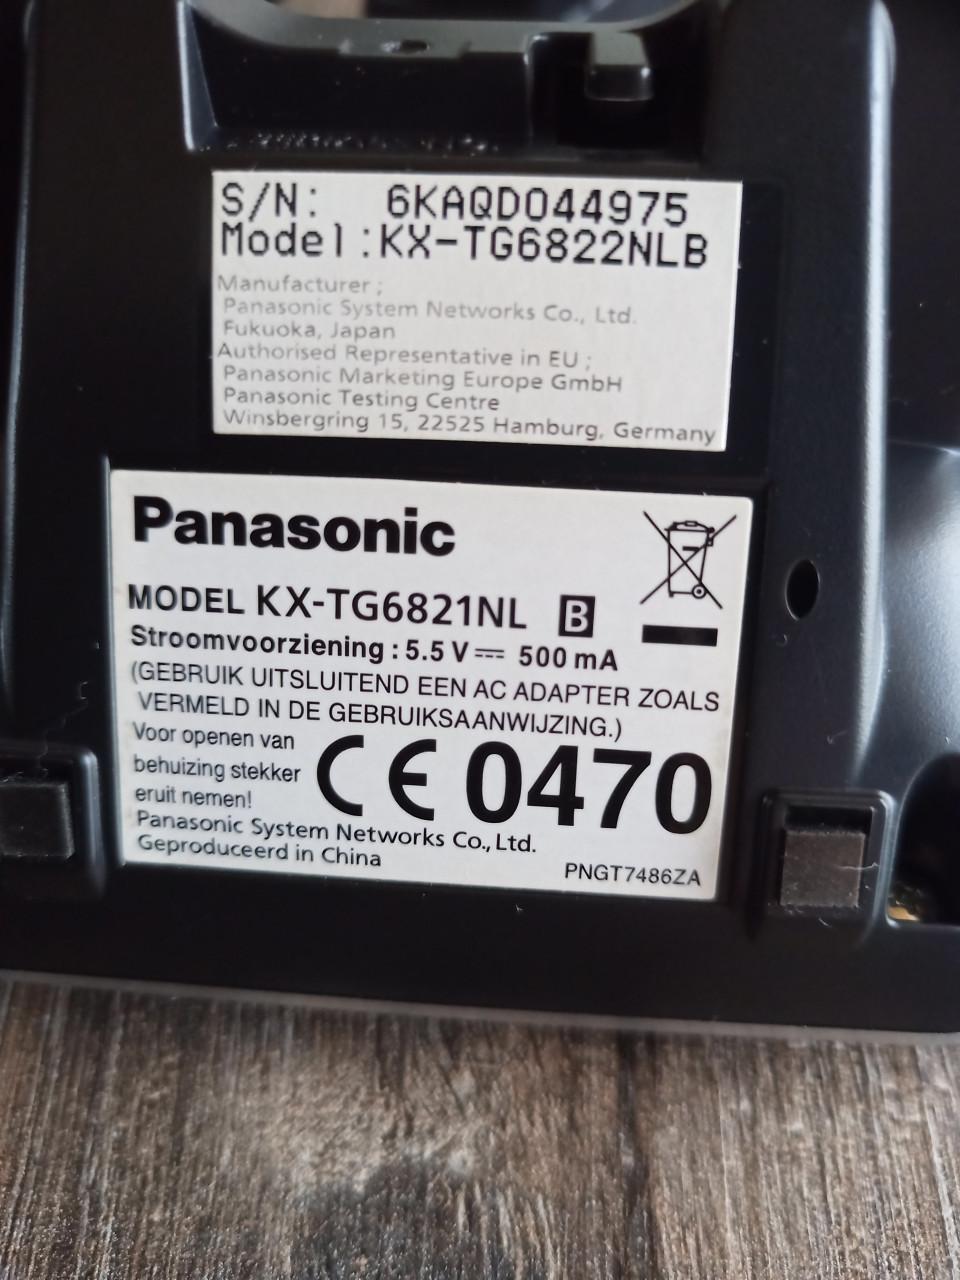 S/N: 6KAQD044975
Model:KX-TG6822NLB
Manufacturer ;
Panasonic System Networks Co., Ltd.
Fukuoka, Japan
Authorised Representative in EU ;
Panasonic Marketing Europe GmbH
Panasonic Testing Centre
Winsbergring 15, 22525 Hamburg, Germany
Panasonic
MODEL KX-TG6821NL B
Stroomvoorziening : 5.5 V⎓ 500 mA
(GEBRUIK UITSLUITEND EEN AC ADAPTER ZOALS
VERMELD IN DE GEBRUIKSAANWIJZING.)
Voor openen van
behuizing stekker
eruit nemen!
CE 0470
Panasonic System Networks Co., Ltd.
Geproduceerd in China
PNGT7486ZA